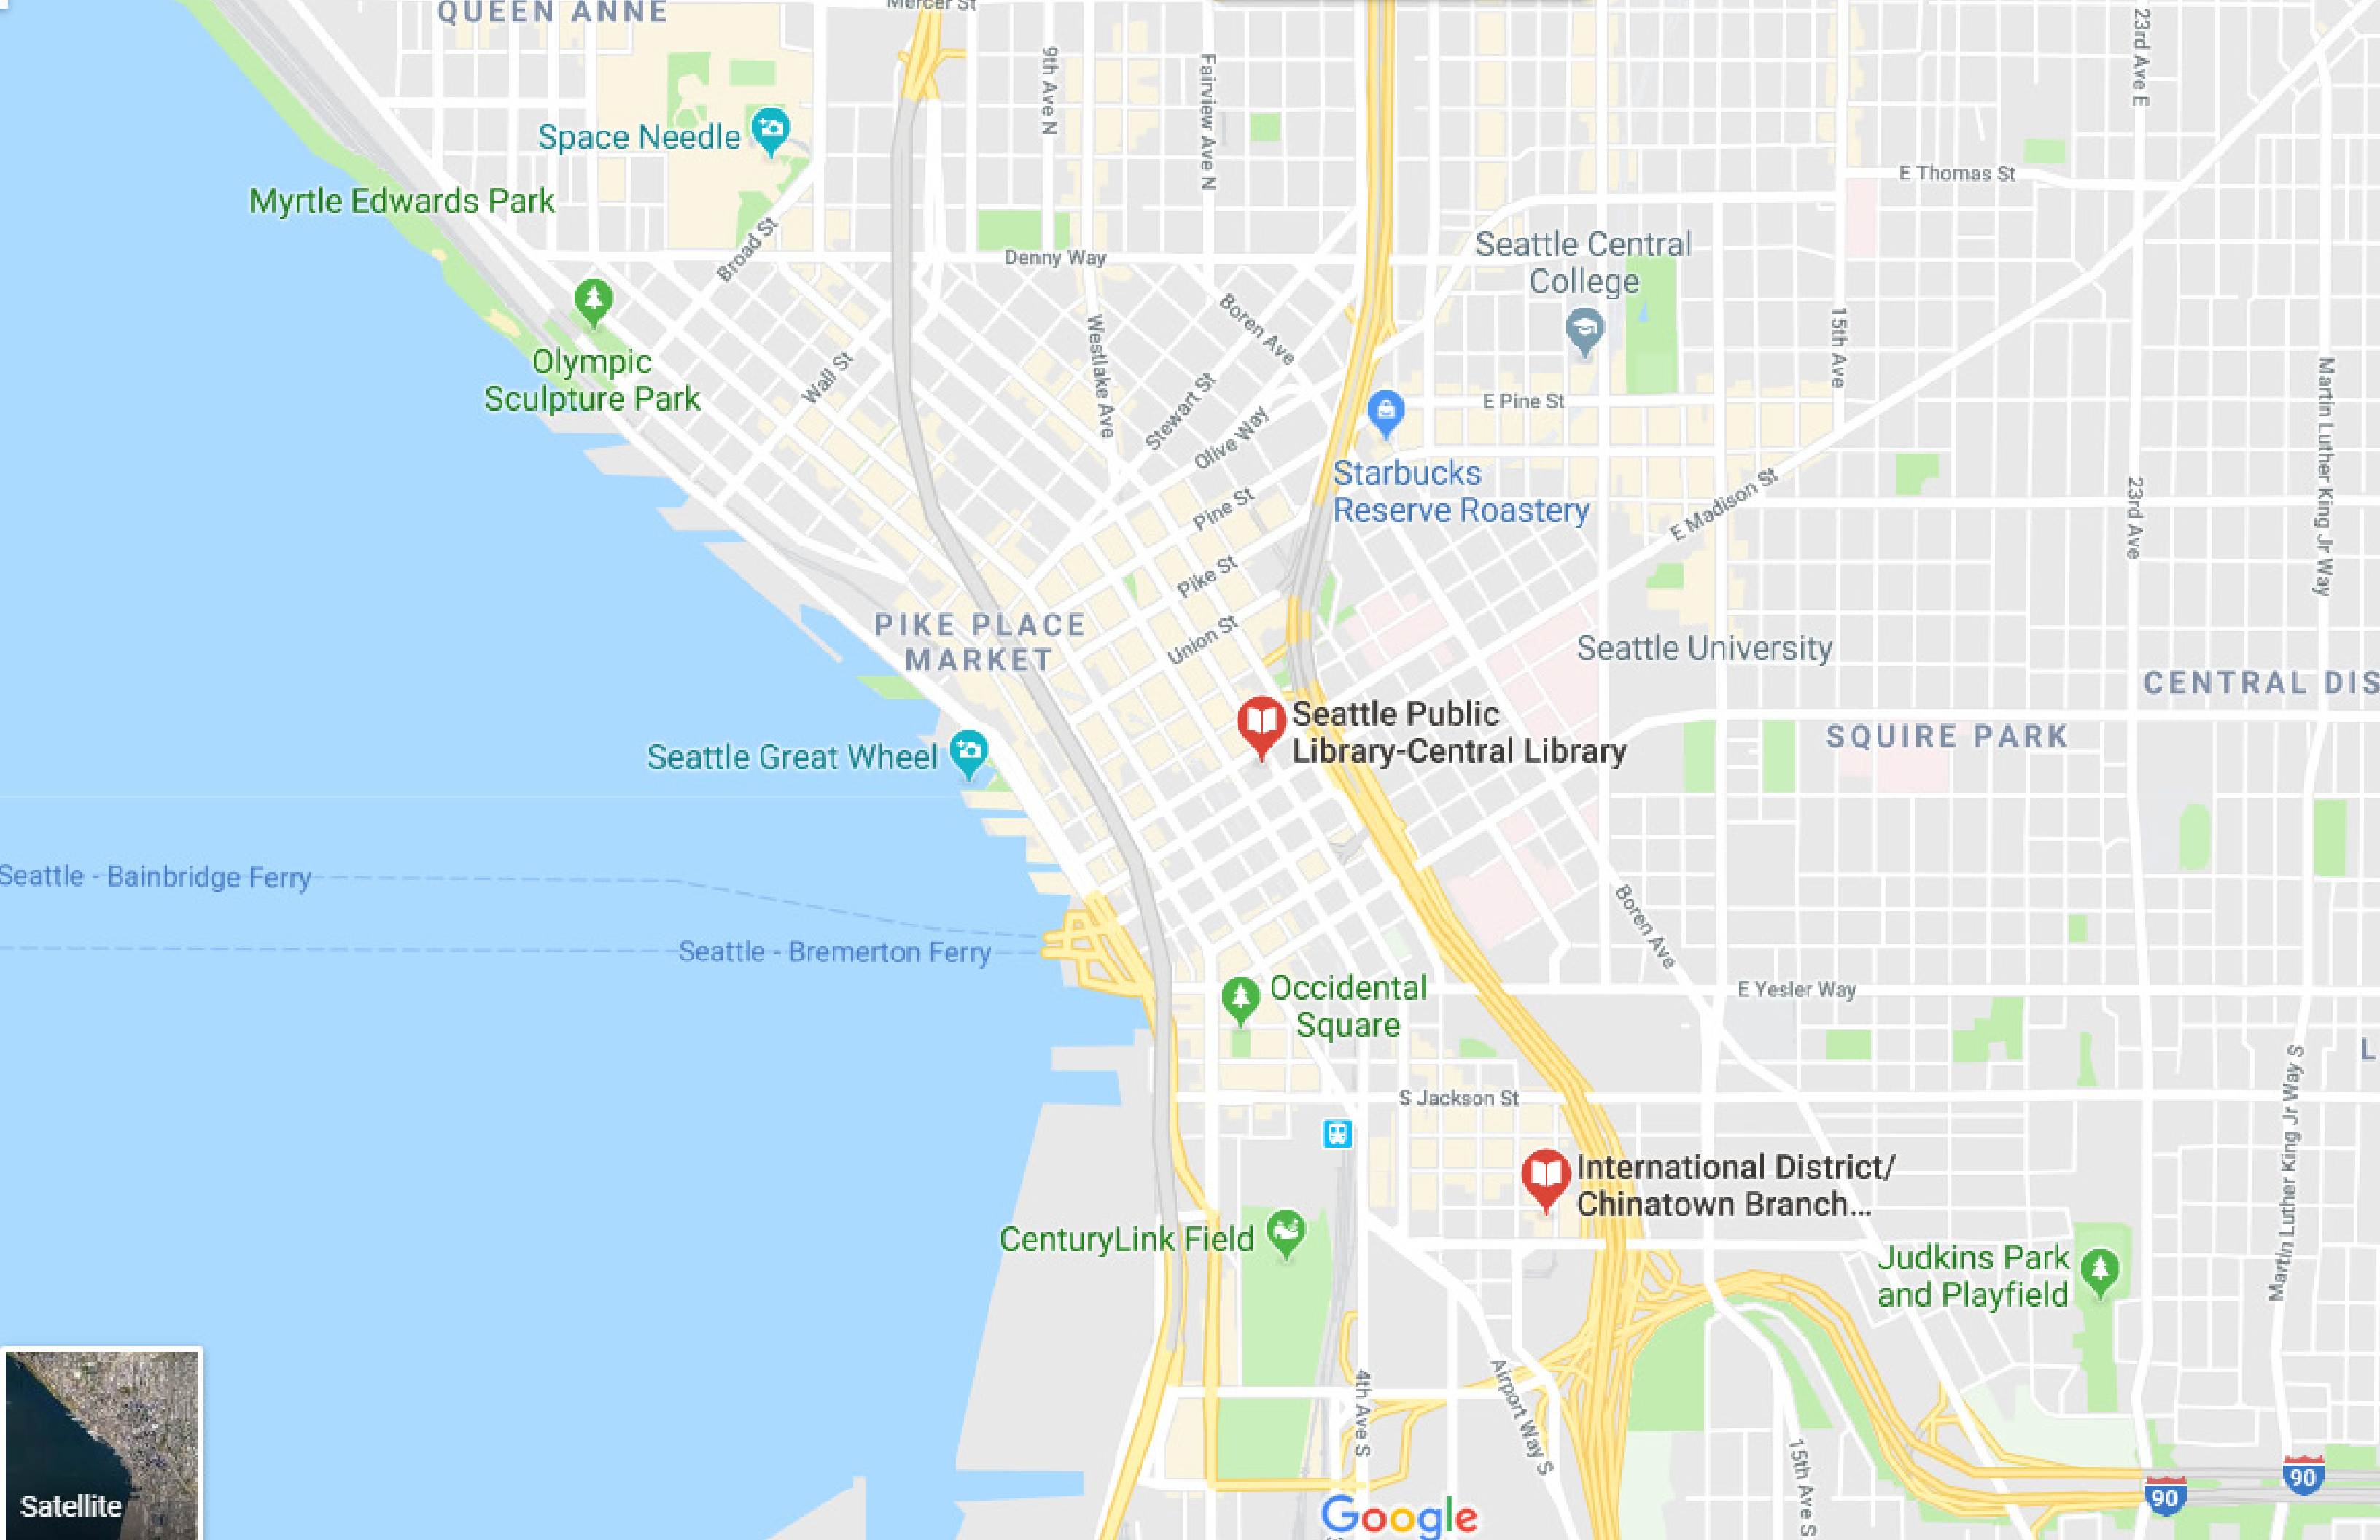 QUEEN ANNE
Mercer St
9th Ave N
Fairview Ave N
23rd Ave E
Space Needle
E Thomas St
Myrtle Edwards Park
Broad St
Denny Way
Seattle Central
College
Boren Ave
Westlake Ave
15th Ave
Olympic
Sculpture Park
Wall St
Stewart St
Olive Way
E Pine St
Martin Luther King Jr Way
Starbucks
Reserve Roastery
Pine St
E Madison St
23rd Ave
Pike St
PIKE PLACE
MARKET
Union St
Seattle University
CENTRAL DIS
Seattle Public
Library-Central Library
SQUIRE PARK
Seattle Great Wheel
Seattle - Bainbridge Ferry
Boren Ave
Seattle - Bremerton Ferry
Occidental
Square
E Yesler Way
L
S Jackson St
Martin Luther King Jr Way S
International District/
Chinatown Branch...
CenturyLink Field
Judkins Park
and Playfield
4th Ave S
Airport Way S
15th Ave S
90
90
Satellite
Google